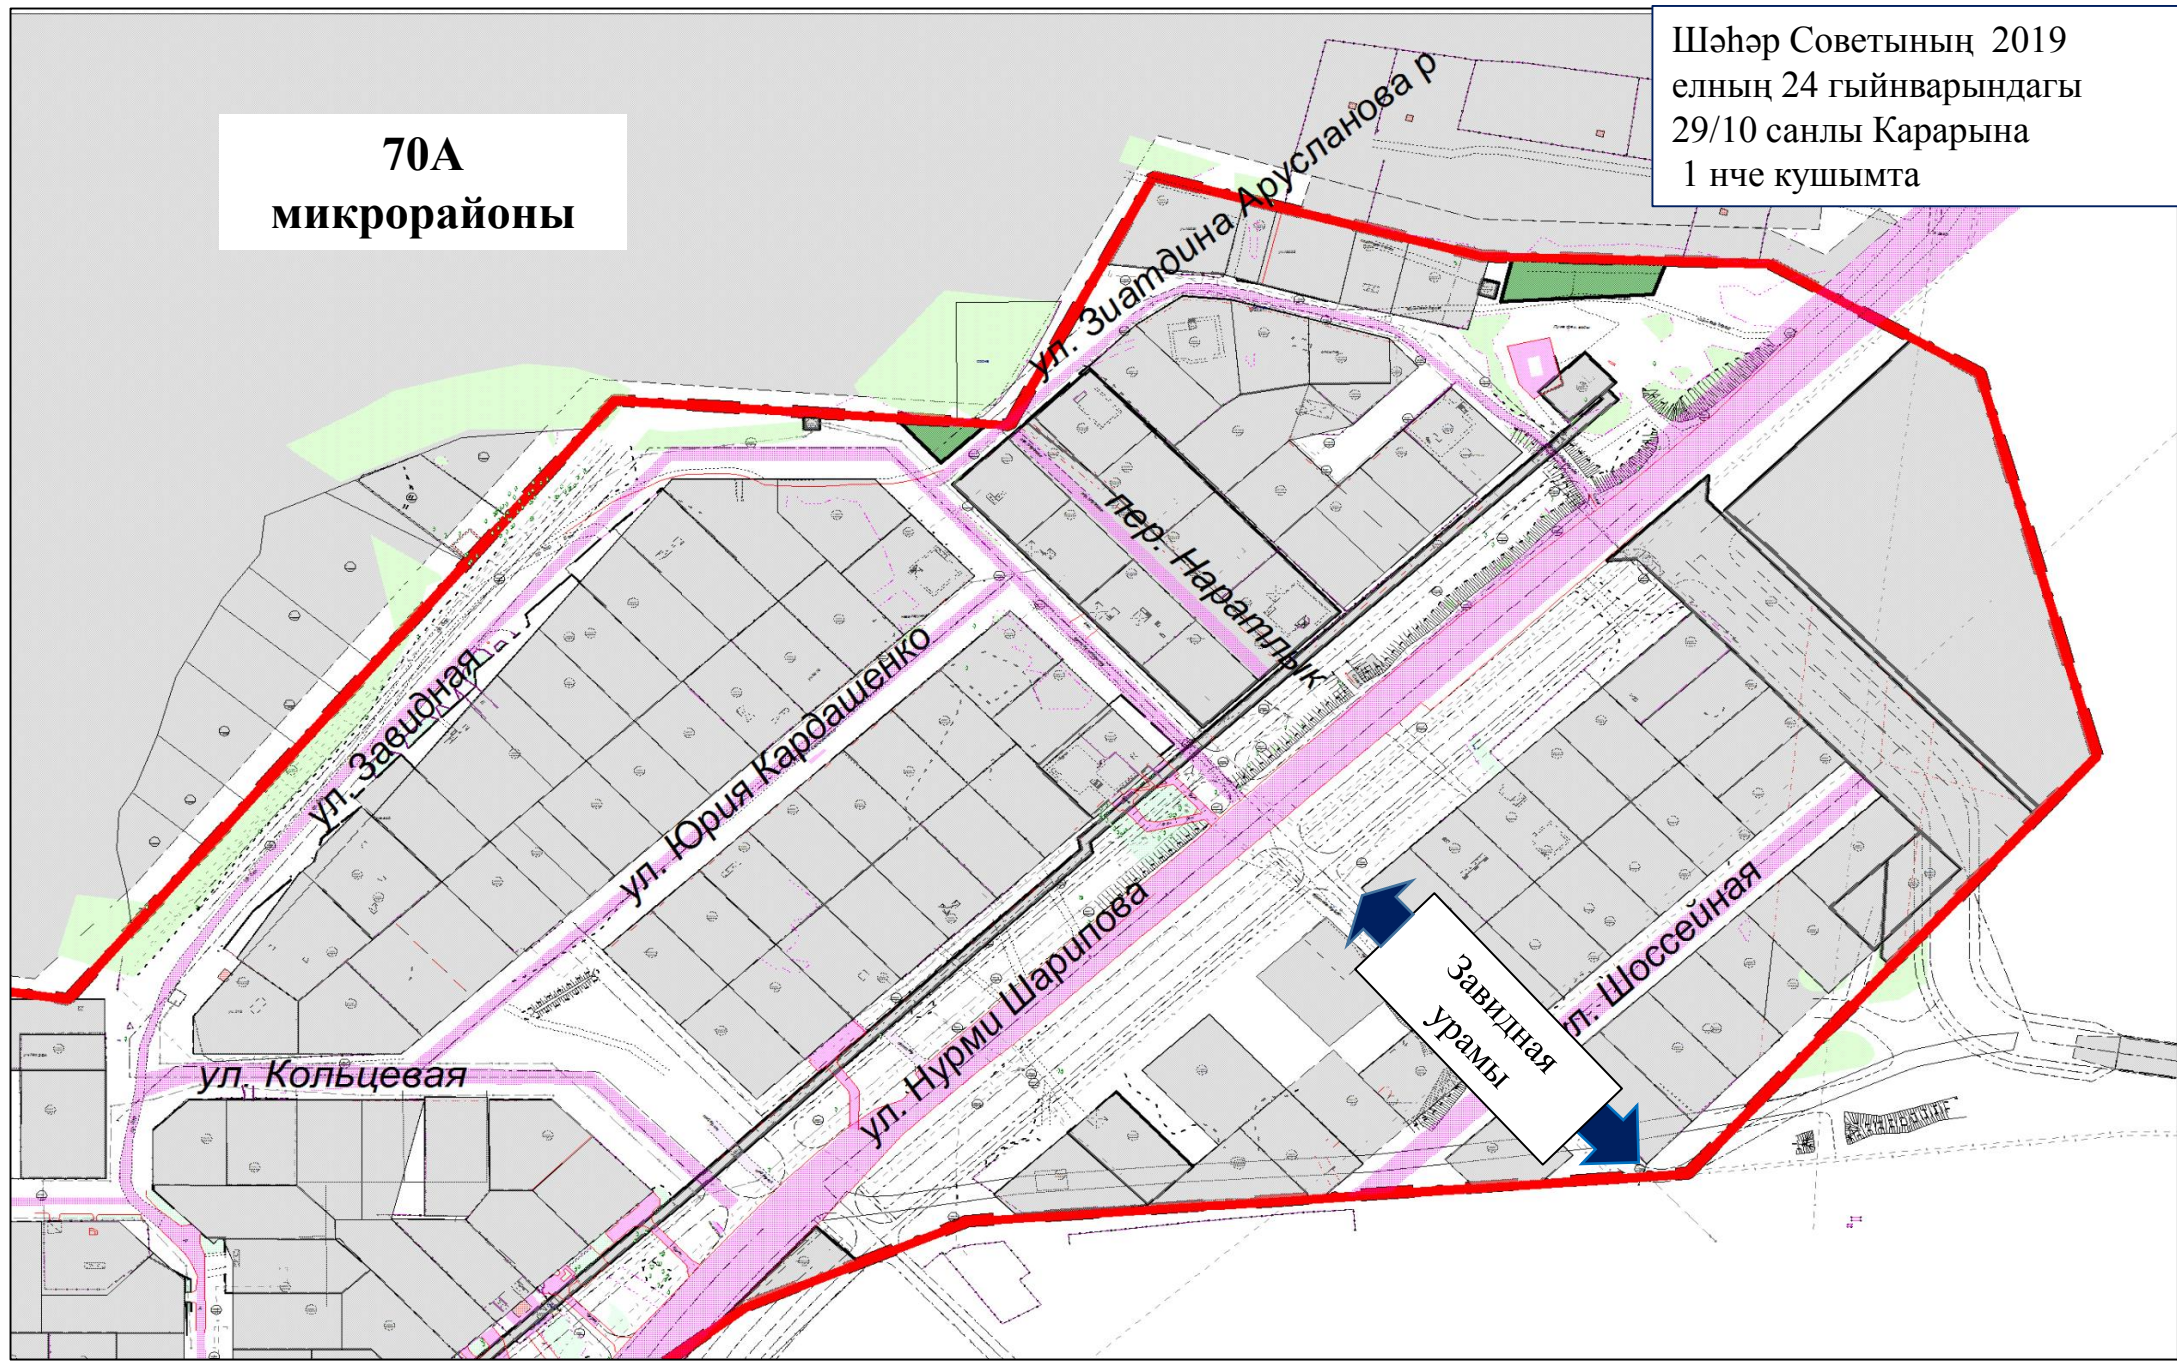 Шәһәр Советының 2019
елның 24 гыйнварындагы
29/10 санлы Карарына
1 нче кушымта
70А
микрорайоны
ул. Зиатдина Арусланова р
пер. Наратлык
ул. Завидная
ул. Юрия Кардашенко
ул. Нурми Шарипова
ул. Шоссейная
Завидная
урамы
ул. Кольцевая